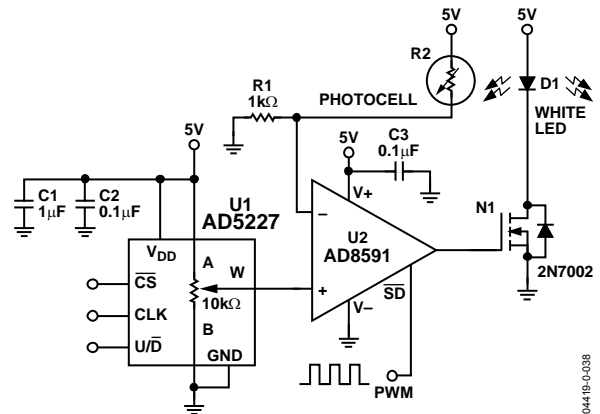 5V
5V
R2
D1
R1
1kΩ
PHOTOCELL
WHITE
LED
5V
5V
C3
0.1μF
C1
1μF
C2
0.1μF
U1
AD5227
V+
N1
VDD
A
W
−
U2
AD8591
2N7002
CS
10kΩ
+
SD
CLK
B
V−
U/D
GND
PWM
04419-0-038